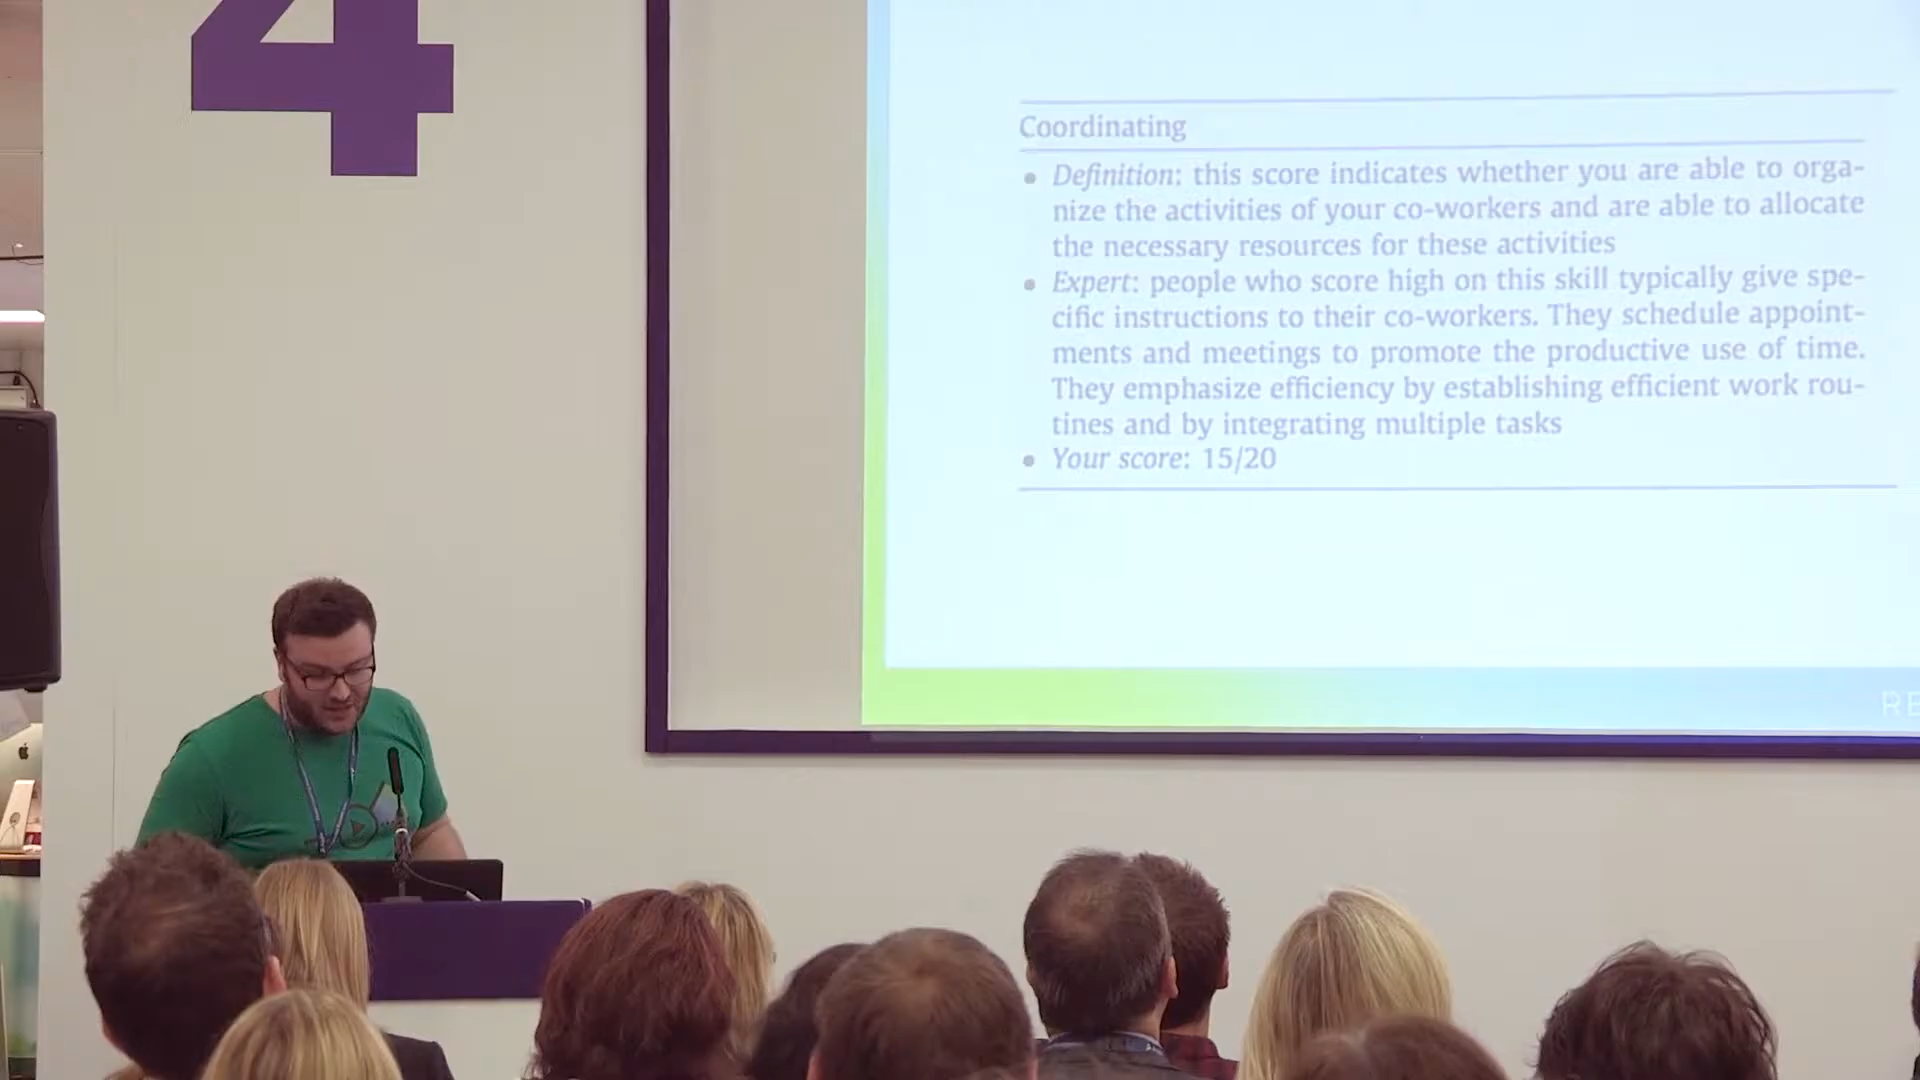 4
Coordinating
• Definition: this score indicates whether you are able to orga-
nize the activities of your co-workers and are able to allocate
the necessary resources for these activities
• Expert: people who score high on this skill typically give spe-
cific instructions to their co-workers. They schedule appoint-
ments and meetings to promote the productive use of time.
They emphasize efficiency by establishing efficient work rou-
tines and by integrating multiple tasks
• Your score: 15/20
RE